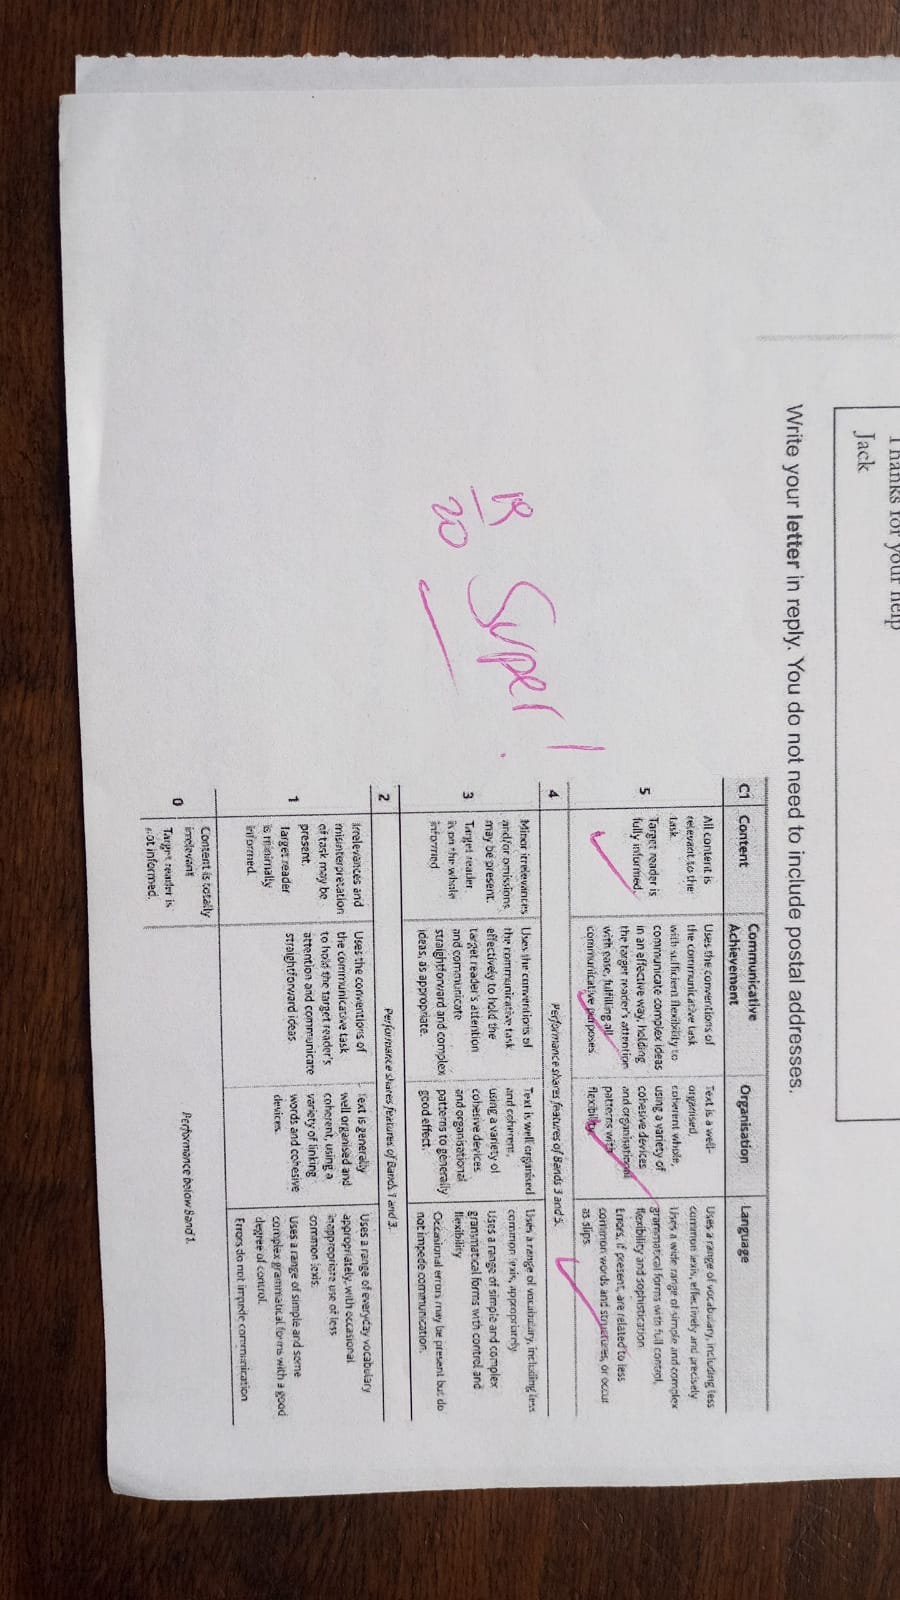 Thanks for your help
Jack
Write your letter in reply. You do not need to include postal addresses.
C1
Content
Communicative
Achievement
Organisation
Language
5
All content is
relevant to the
task.
Target reader is
fully informed.
Uses the conventions of
the communicative task
with sufficient flexibility to
communicate complex ideas
in an effective way, holding
the target reader's attention
with ease, fulfilling all
communicative purposes.
Text is a well-
organised,
coherent whole,
using a variety of
cohesive devices
and organisational
patterns with
flexibility.
Uses a range of vocabulary, including less
common lexis, effectively and precisely.
Uses a wide range of simple and complex
grammatical forms with full control,
flexibility and sophistication.
Errors, if present, are related to less
common words and structures, or occur
as slips.
4
Performance shares features of Bands 3 and 5.
3
Minor irrelevances
and/or omissions
may be present.
Target reader
is on the whole
informed.
Uses the conventions of
the communicative task
effectively to hold the
target reader's attention
and communicate
straightforward and complex
ideas, as appropriate.
Text is well organised
and coherent,
using a variety of
cohesive devices
and organisational
patterns to generally
good effect.
Uses a range of vocabulary, including less
common lexis, appropriately.
Uses a range of simple and complex
grammatical forms with control and
flexibility.
Occasional errors may be present but do
not impede communication.
2
Performance shares features of Bands 1 and 3.
1
Irrelevances and
misinterpretation
of task may be
present.
Target reader
is minimally
informed.
Uses the conventions of
the communicative task
to hold the target reader's
attention and communicate
straightforward ideas.
Text is generally
well organised and
coherent, using a
variety of linking
words and cohesive
devices.
Uses a range of everyday vocabulary
appropriately, with occasional
inappropriate use of less
common lexis.
Uses a range of simple and some
complex grammatical forms with a good
degree of control.
Errors do not impede communication.
0
Content is totally
irrelevant.
Target reader is
not informed.
Performance below Band 1.
19
20
Super!